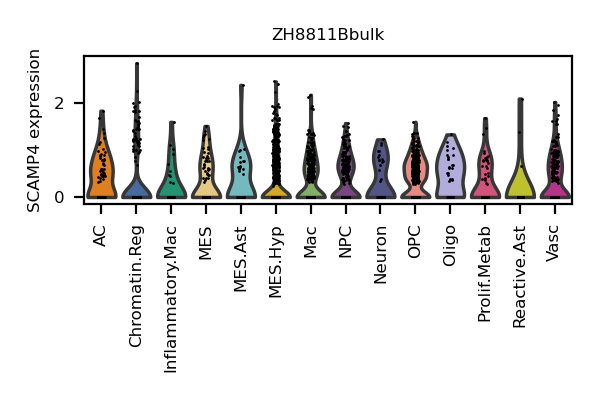 ZH8811Bbulk
SCAMP4 expression
2
0
AC
Chromatin.Reg
Inflammatory.Mac
MES
MES.Ast
MES.Hyp
Mac
NPC
Neuron
OPC
Oligo
Prolif.Metab
Reactive.Ast
Vasc